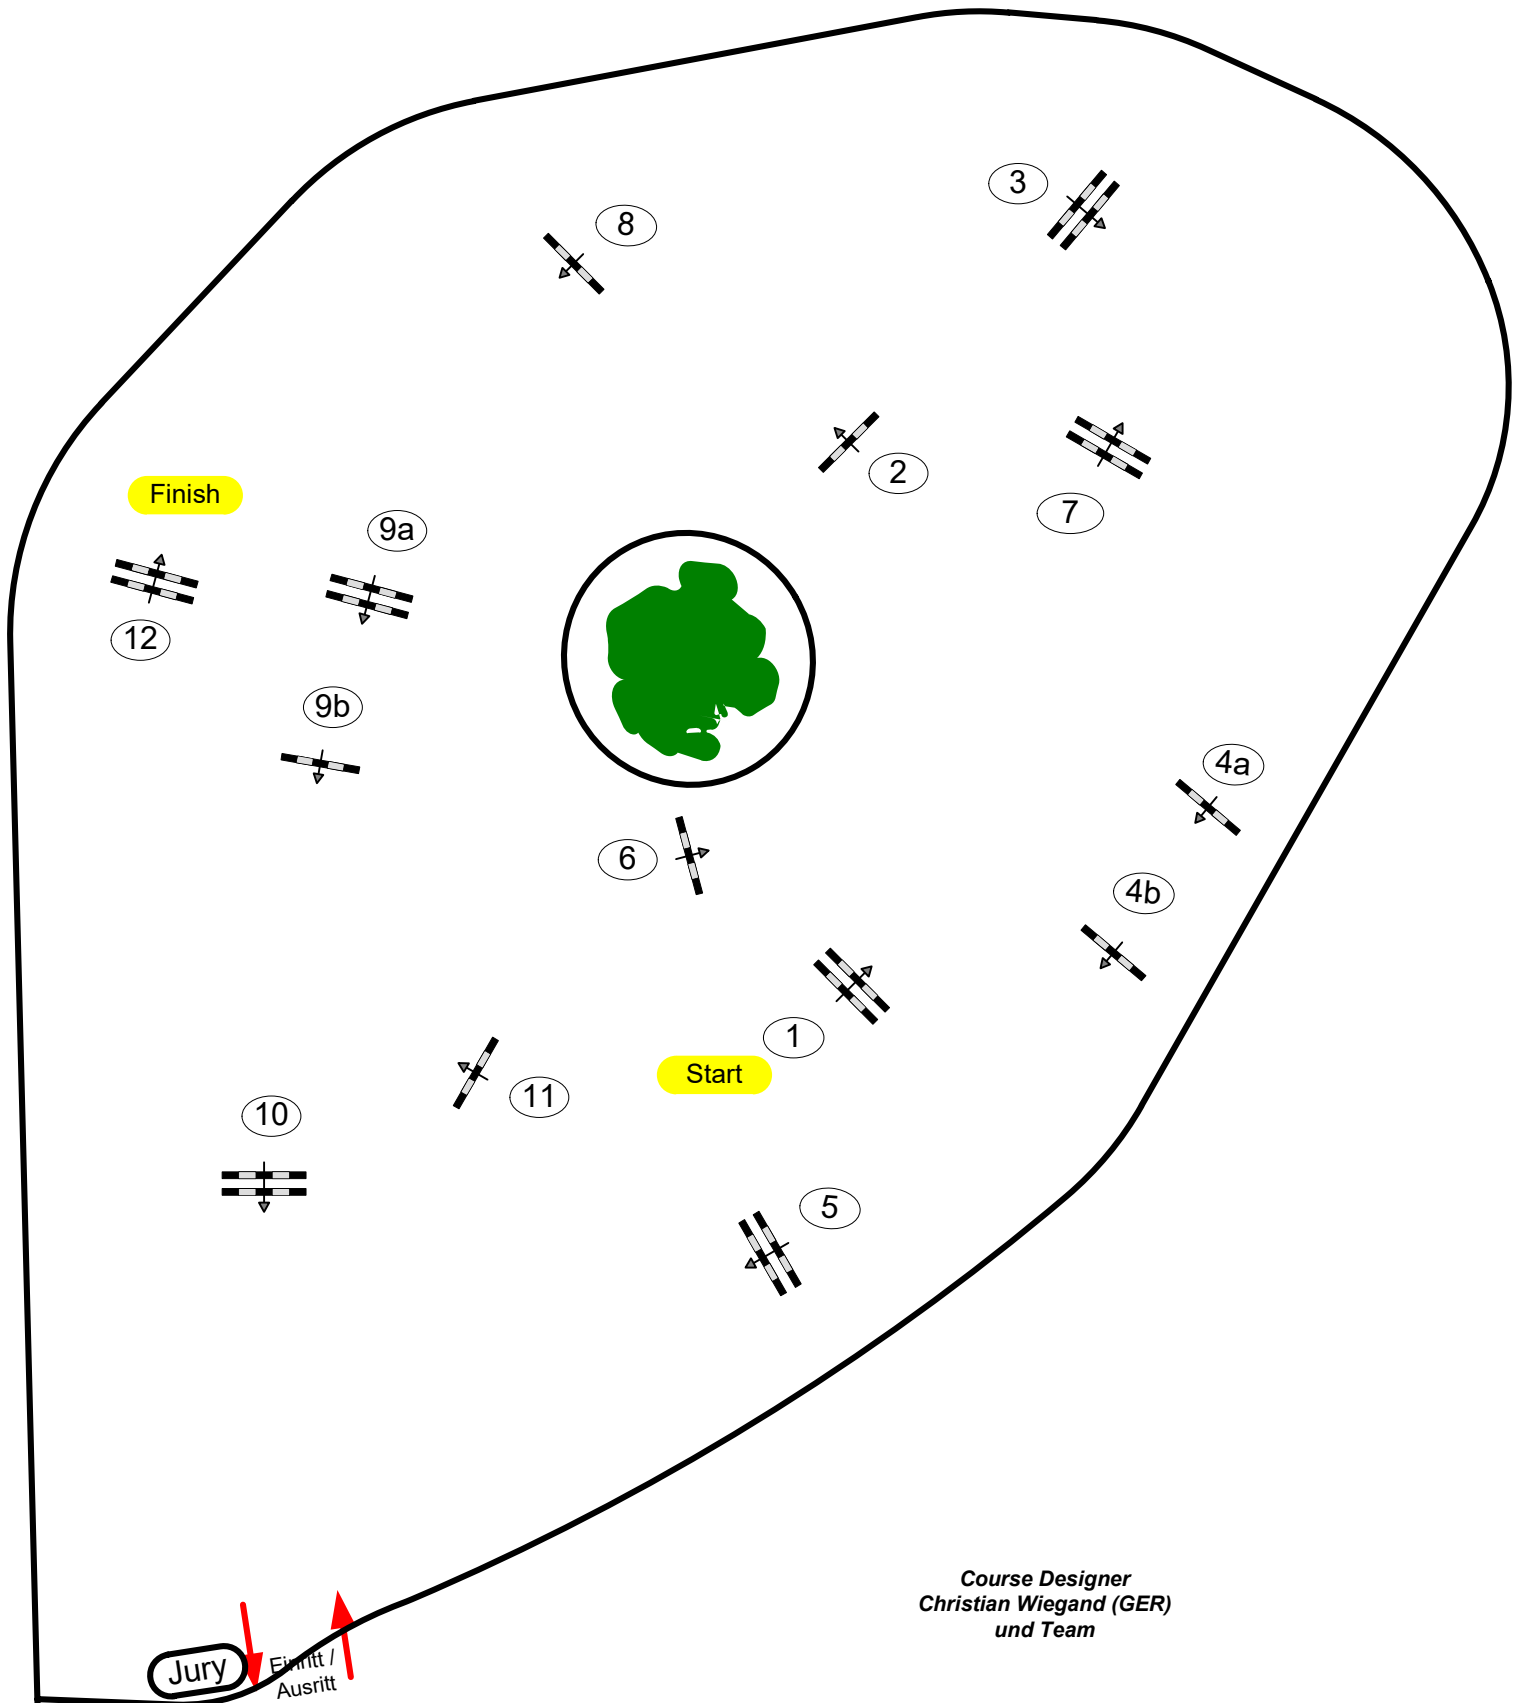 3
8
2
Finish
7
9a
12
9b
4a
6
4b
1
Start
11
10
5
Course Designer
Christian Wiegand (GER)
und Team
Jury
Einritt /
Ausritt